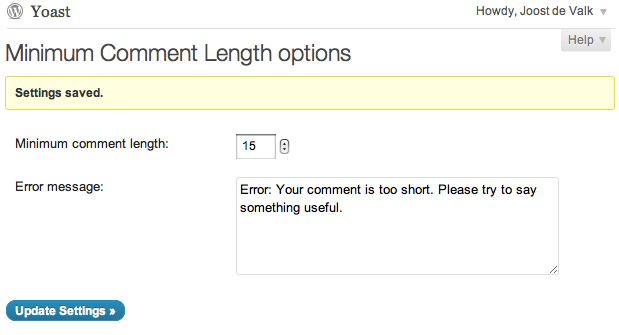 Yoast
Howdy, Joost de Valk
Help
Minimum Comment Length options
Settings saved.
Minimum comment length:
15
Error message:
Error: Your comment is too short. Please try to say
something useful.
Update Settings »